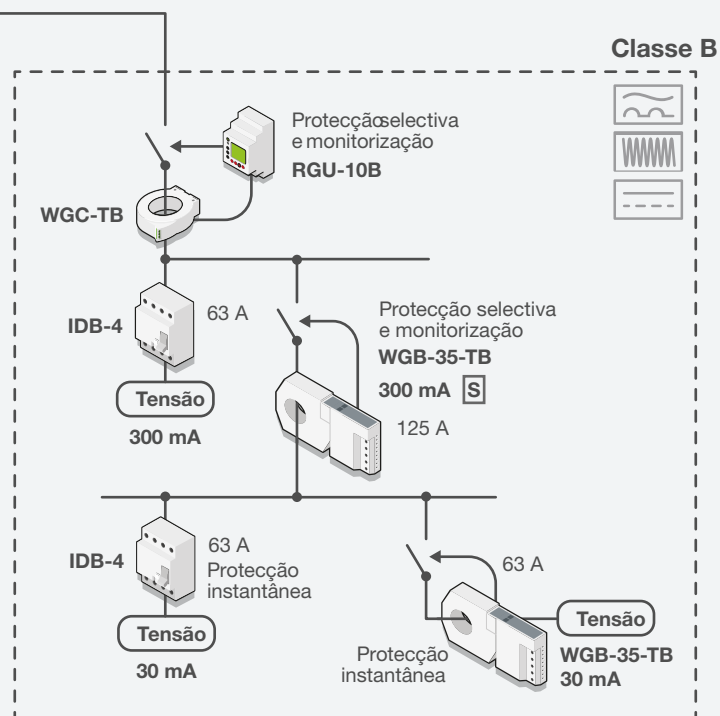 Classe B
Protecçãoselectiva
e monitorização
RGU-10B
WGC-TB
IDB-4
63 A
Tensão
300 mA
Protecção selectiva
e monitorização
WGB-35-TB
300 mA S
125 A
IDB-4
63 A
Protecção
instantânea
Tensão
30 mA
63 A
Protecção
instantânea
Tensão
WGB-35-TB
30 mA